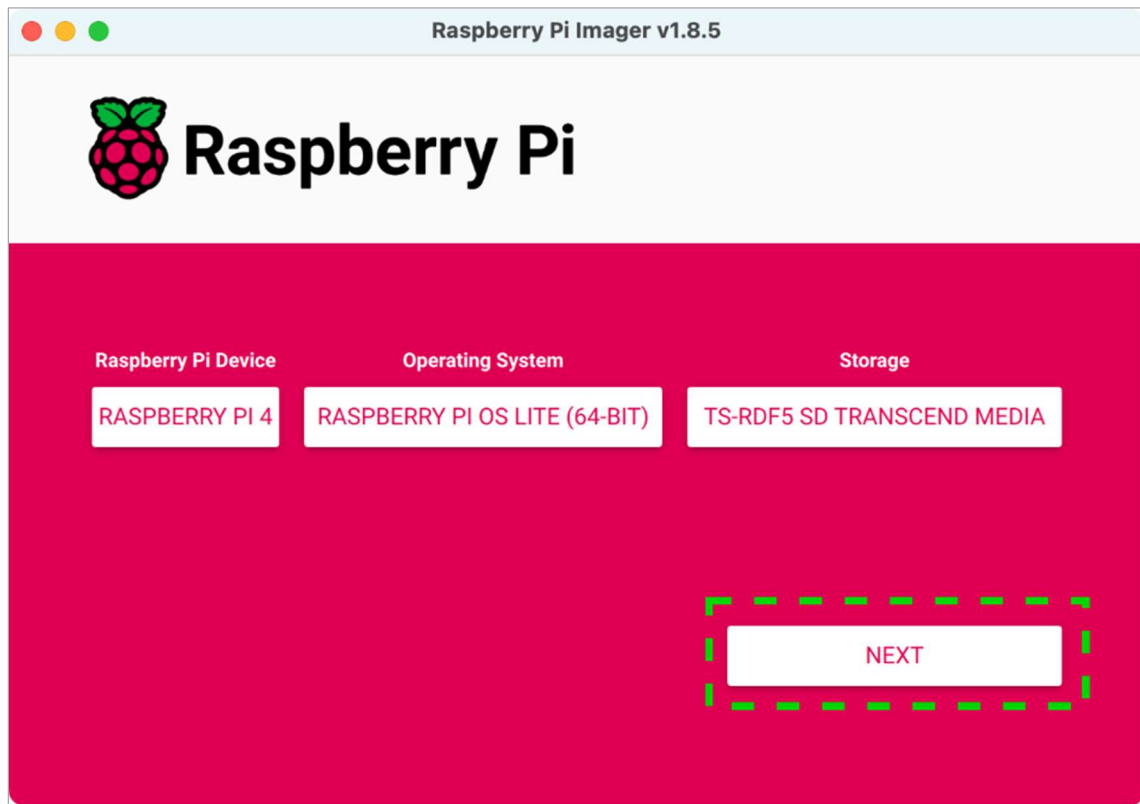 Raspberry Pi Imager v1.8.5
Raspberry Pi
Raspberry Pi Device Operating System Storage
RASPBERRY PI 4 RASPBERRY PI OS LITE (64-BIT) TS-RDF5 SD TRANSCEND MEDIA
NEXT